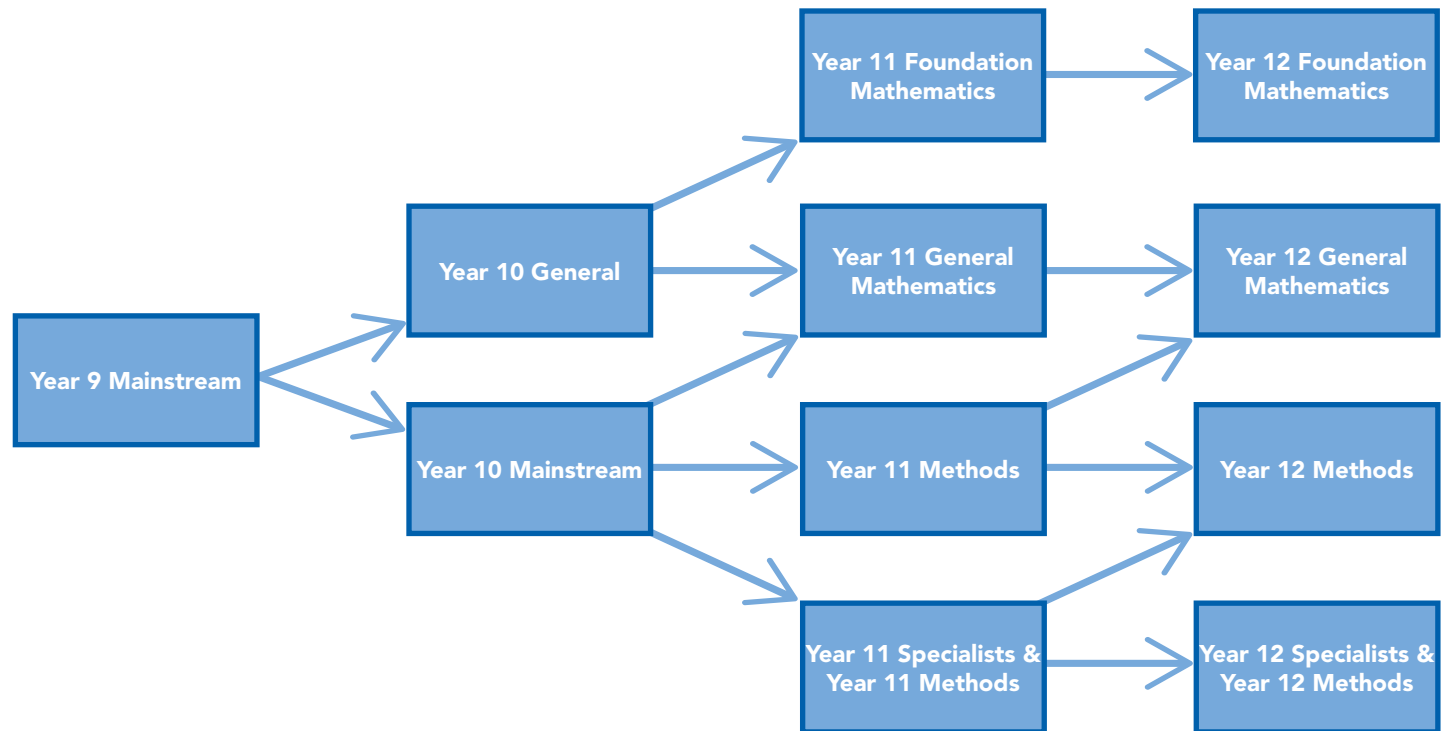 Year 11 Foundation
Mathematics
Year 12 Foundation
Mathematics
Year 10 General
Year 11 General
Mathematics
Year 12 General
Mathematics
Year 9 Mainstream
Year 10 Mainstream
Year 11 Methods
Year 12 Methods
Year 11 Specialists &
Year 11 Methods
Year 12 Specialists &
Year 12 Methods